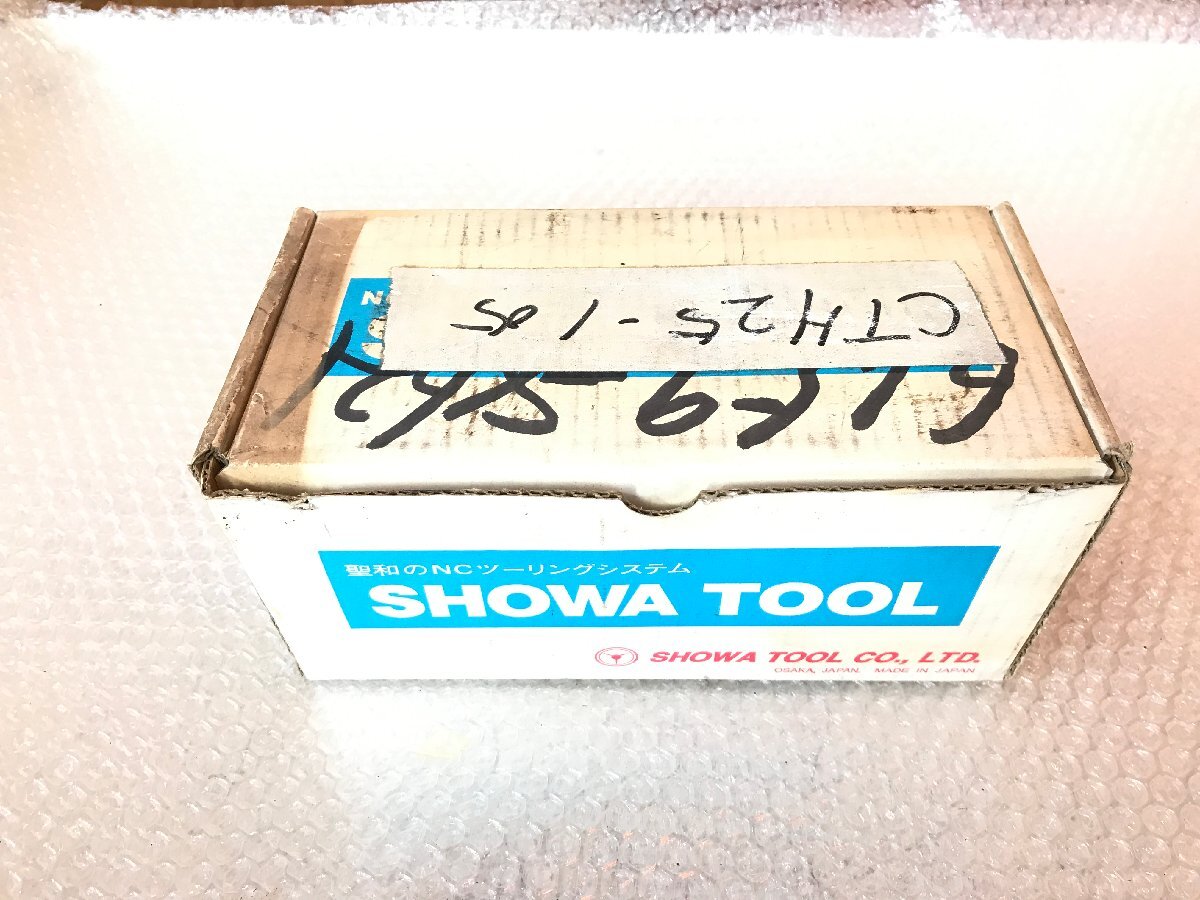 CTH25-105
聖和のNCツーリングシステム
SHOWA TOOL
SHOWA TOOL CO., LTD.
OSAKA, JAPAN. MADE IN JAPAN